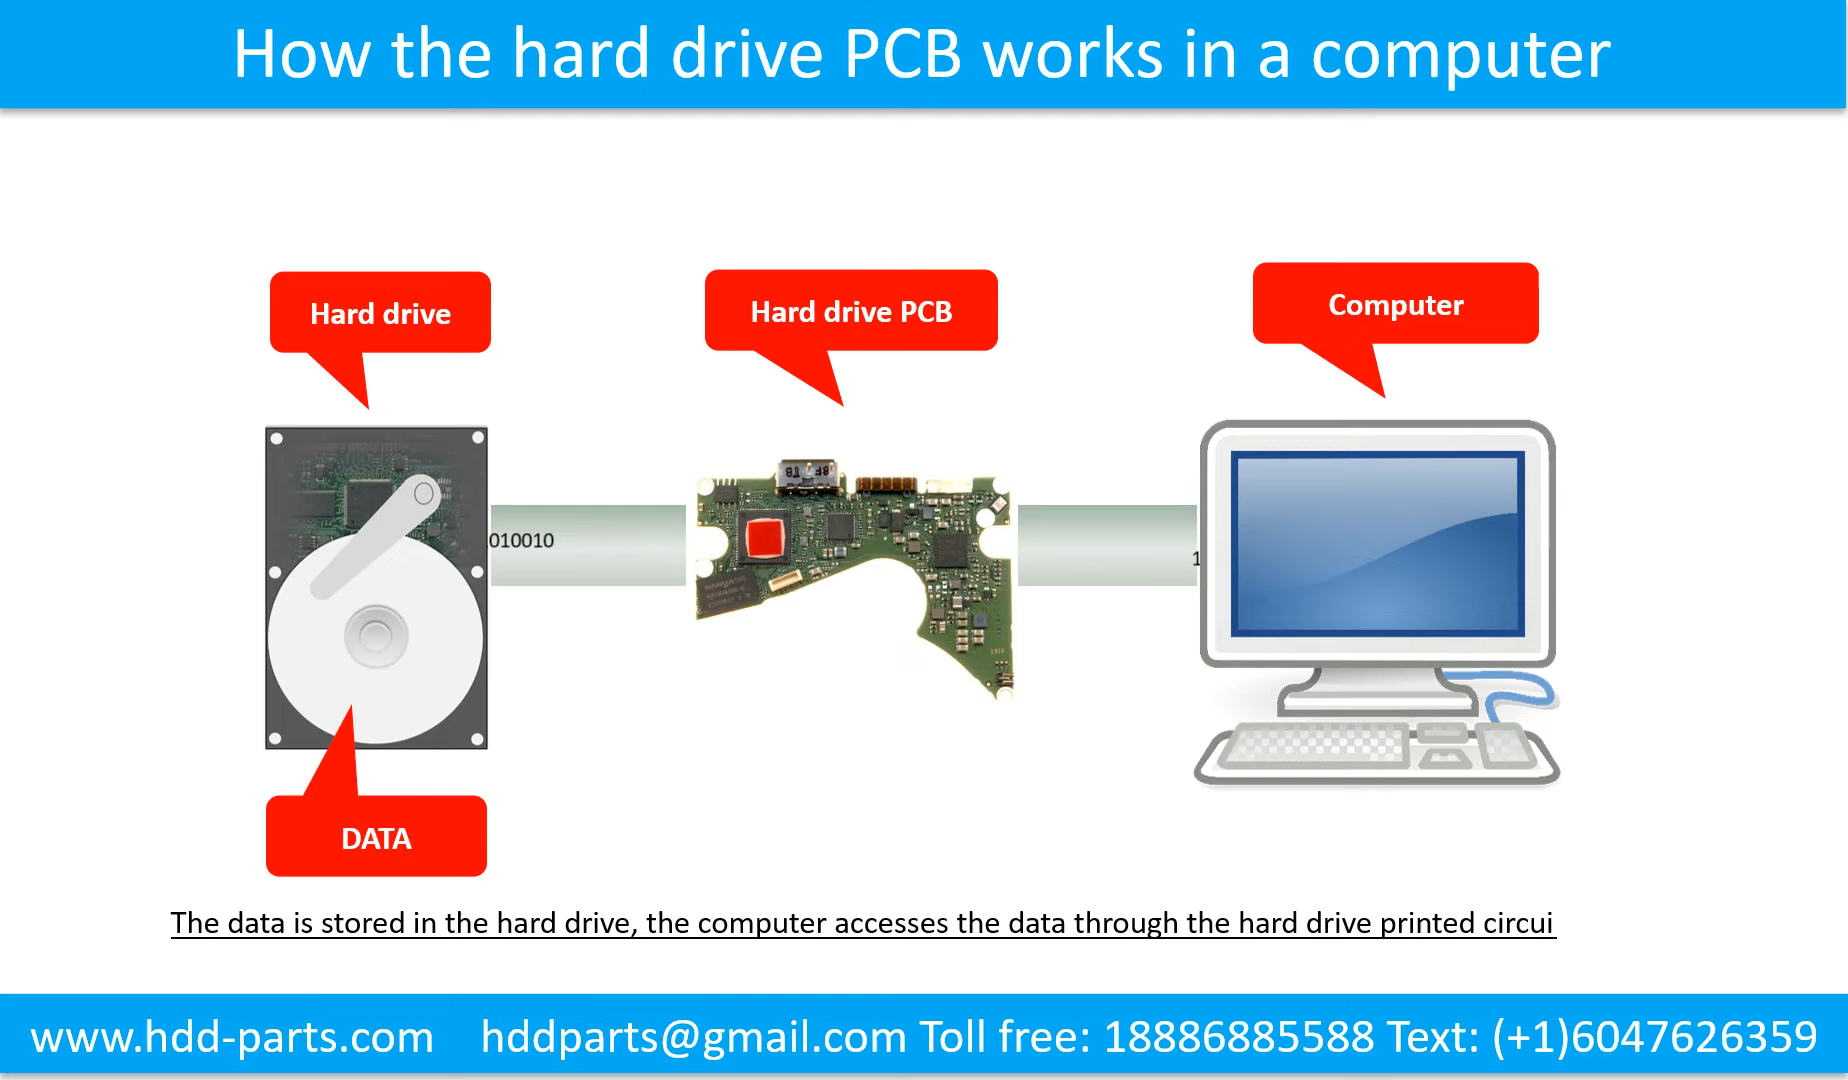 How the hard drive PCB works in a computer
Hard drive
Hard drive PCB
Computer
010010
1
DATA
The data is stored in the hard drive, the computer accesses the data through the hard drive printed circui
www.hdd-parts.com hddparts@gmail.com Toll free: 18886885588 Text: (+1)6047626359